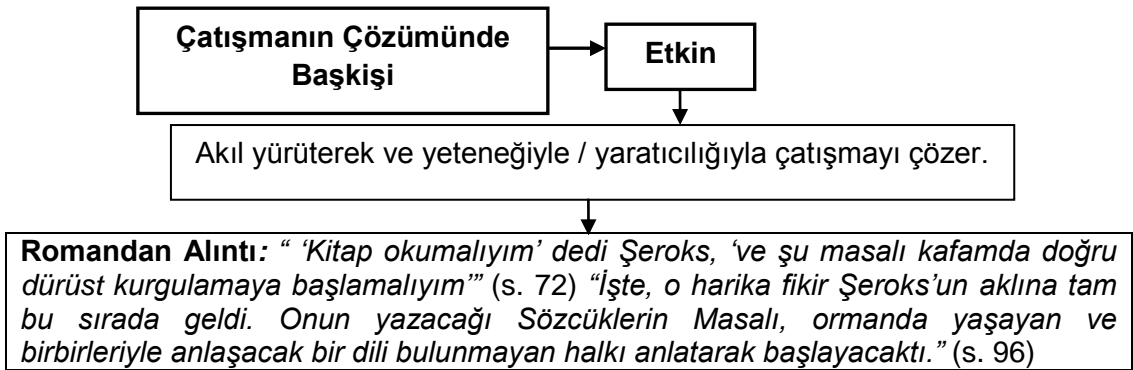 Çatışmanın Çözümünde
Başkişi
Etkin
Akıl yürüterek ve yeteneğiyle / yaratıcılığıyla çatışmayı çözer.
Romandan Alıntı: “ ‘Kitap okumalıyım’ dedi Şeroks, ‘ve şu masalı kafamda doğru
dürüst kurgulamaya başlamalıyım’” (s. 72) “İşte, o harika fikir Şeroks’un aklına tam
bu sırada geldi. Onun yazacağı Sözcüklerin Masalı, ormanda yaşayan ve
birbirleriyle anlaşacak bir dili bulunmayan halkı anlatarak başlayacaktı.” (s. 96)